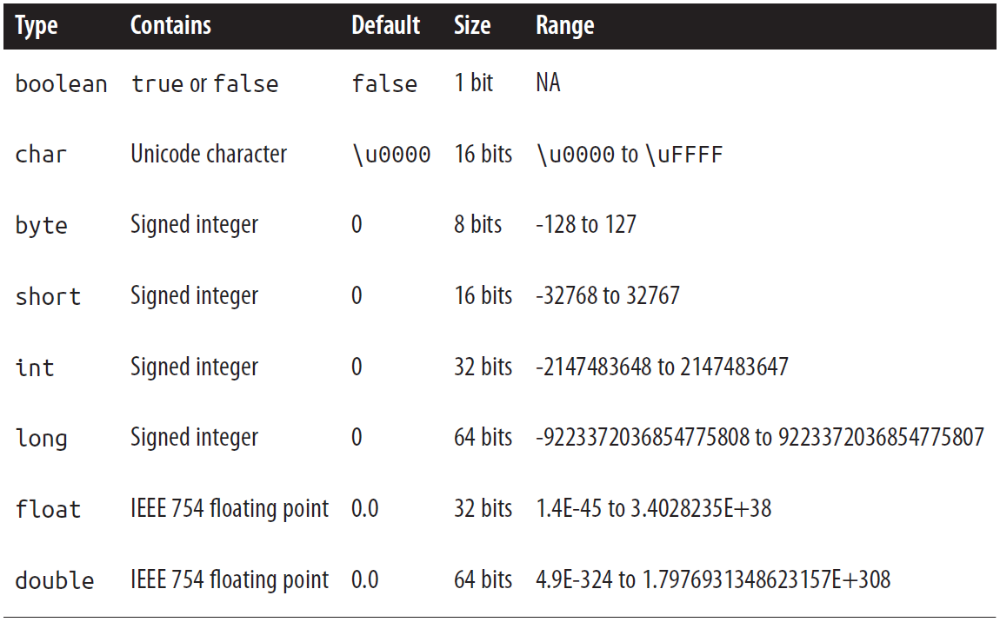 Type Contains Default Size Range
boolean true or false false 1 bit NA
char Unicode character \u0000 16 bits \u0000 to \uFFFF
byte Signed integer 0 8 bits -128 to 127
short Signed integer 0 16 bits -32768 to 32767
int Signed integer 0 32 bits -2147483648 to 2147483647
long Signed integer 0 64 bits -9223372036854775808 to 9223372036854775807
float IEEE 754 floating point 0.0 32 bits 1.4E-45 to 3.4028235E+38
double IEEE 754 floating point 0.0 64 bits 4.9E-324 to 1.7976931348623157E+308